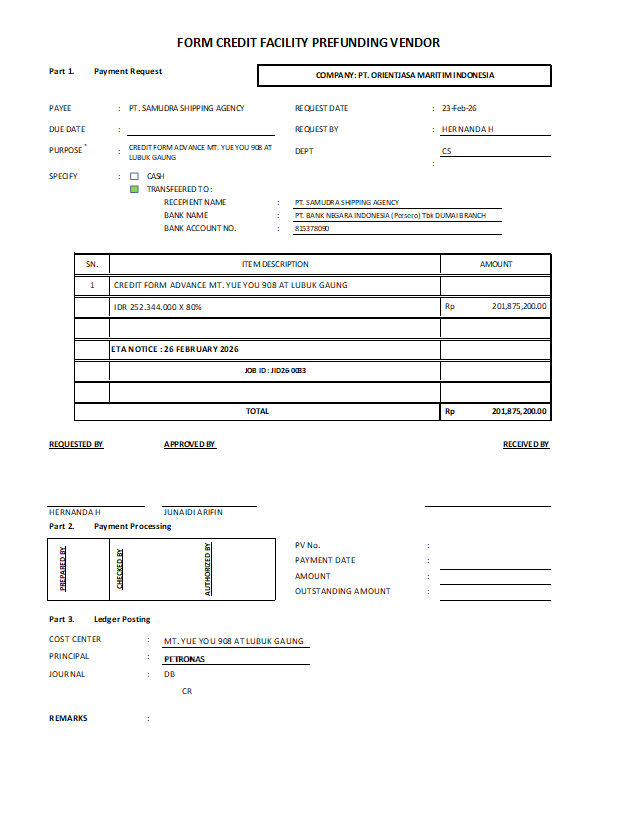 FORM CREDIT FACILITY PREFUNDING VENDOR
Part 1. Payment Request
COMPANY: PT. ORIENTJASA MARITIM INDONESIA
PAYEE : PT. SAMUDRA SHIPPING AGENCY REQUEST DATE : 23-Feb-26
DUE DATE : REQUEST BY : HERNANDA H
PURPOSE * : CREDIT FORM ADVANCE MT. YUE YOU 908 AT LUBUK GAUNG DEPT CS
:
SPECIFY : CASH
TRANSFEERED TO :
RECEPIENT NAME : PT. SAMUDRA SHIPPING AGENCY
BANK NAME : PT. BANK NEGARA INDONESIA (Persero) Tbk DUMAI BRANCH
BANK ACCOUNT NO. : 815378090
SN. ITEM DESCRIPTION AMOUNT
1 CREDIT FORM ADVANCE MT. YUE YOU 908 AT LUBUK GAUNG
IDR 252.344.000 X 80% Rp 201,875,200.00
ETA NOTICE : 26 FEBRUARY 2026
JOB ID : JID26-0033
TOTAL Rp 201,875,200.00
REQUESTED BY APPROVED BY RECEIVED BY
HERNANDA H JUNAIDI ARIFIN
Part 2. Payment Processing
PREPARED BY
CHECKED BY
AUTHORIZED BY
PV No. :
PAYMENT DATE :
AMOUNT :
OUTSTANDING AMOUNT :
Part 3. Ledger Posting
COST CENTER : MT. YUE YOU 908 AT LUBUK GAUNG
PRINCIPAL : PETRONAS
JOURNAL : DB
CR
REMARKS :